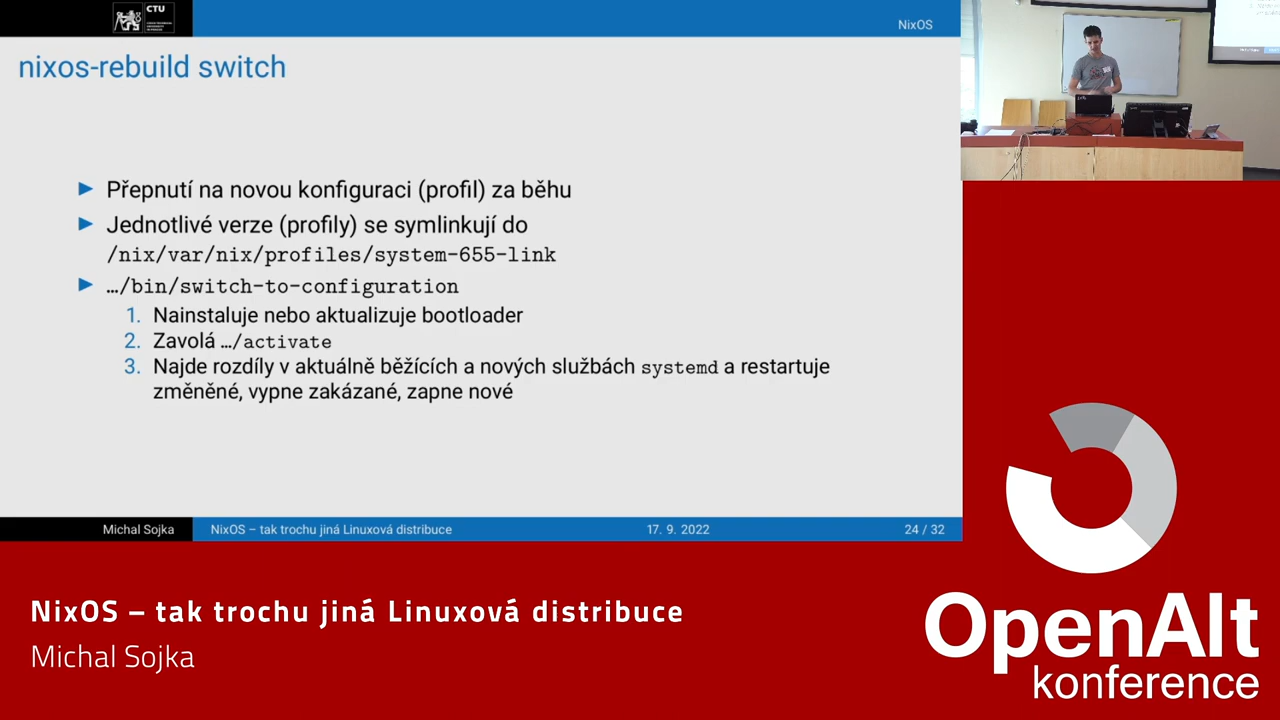 CTU
NixOS
nixos-rebuild switch
Přepnutí na novou konfiguraci (profil) za běhu
Jednotlivé verze (profily) se symlinkují do
/nix/var/nix/profiles/system-655-link
…/bin/switch-to-configuration
1. Nainstaluje nebo aktualizuje bootloader
2. Zavolá …/activate
3. Najde rozdíly v aktuálně běžících a nových službách systemd a restartuje
změněné, vypne zakázané, zapne nové
Michal Sojka
NixOS – tak trochu jiná Linuxová distribuce
17. 9. 2022
24 / 32
NixOS – tak trochu jiná Linuxová distribuce
Michal Sojka
OpenAlt
konference